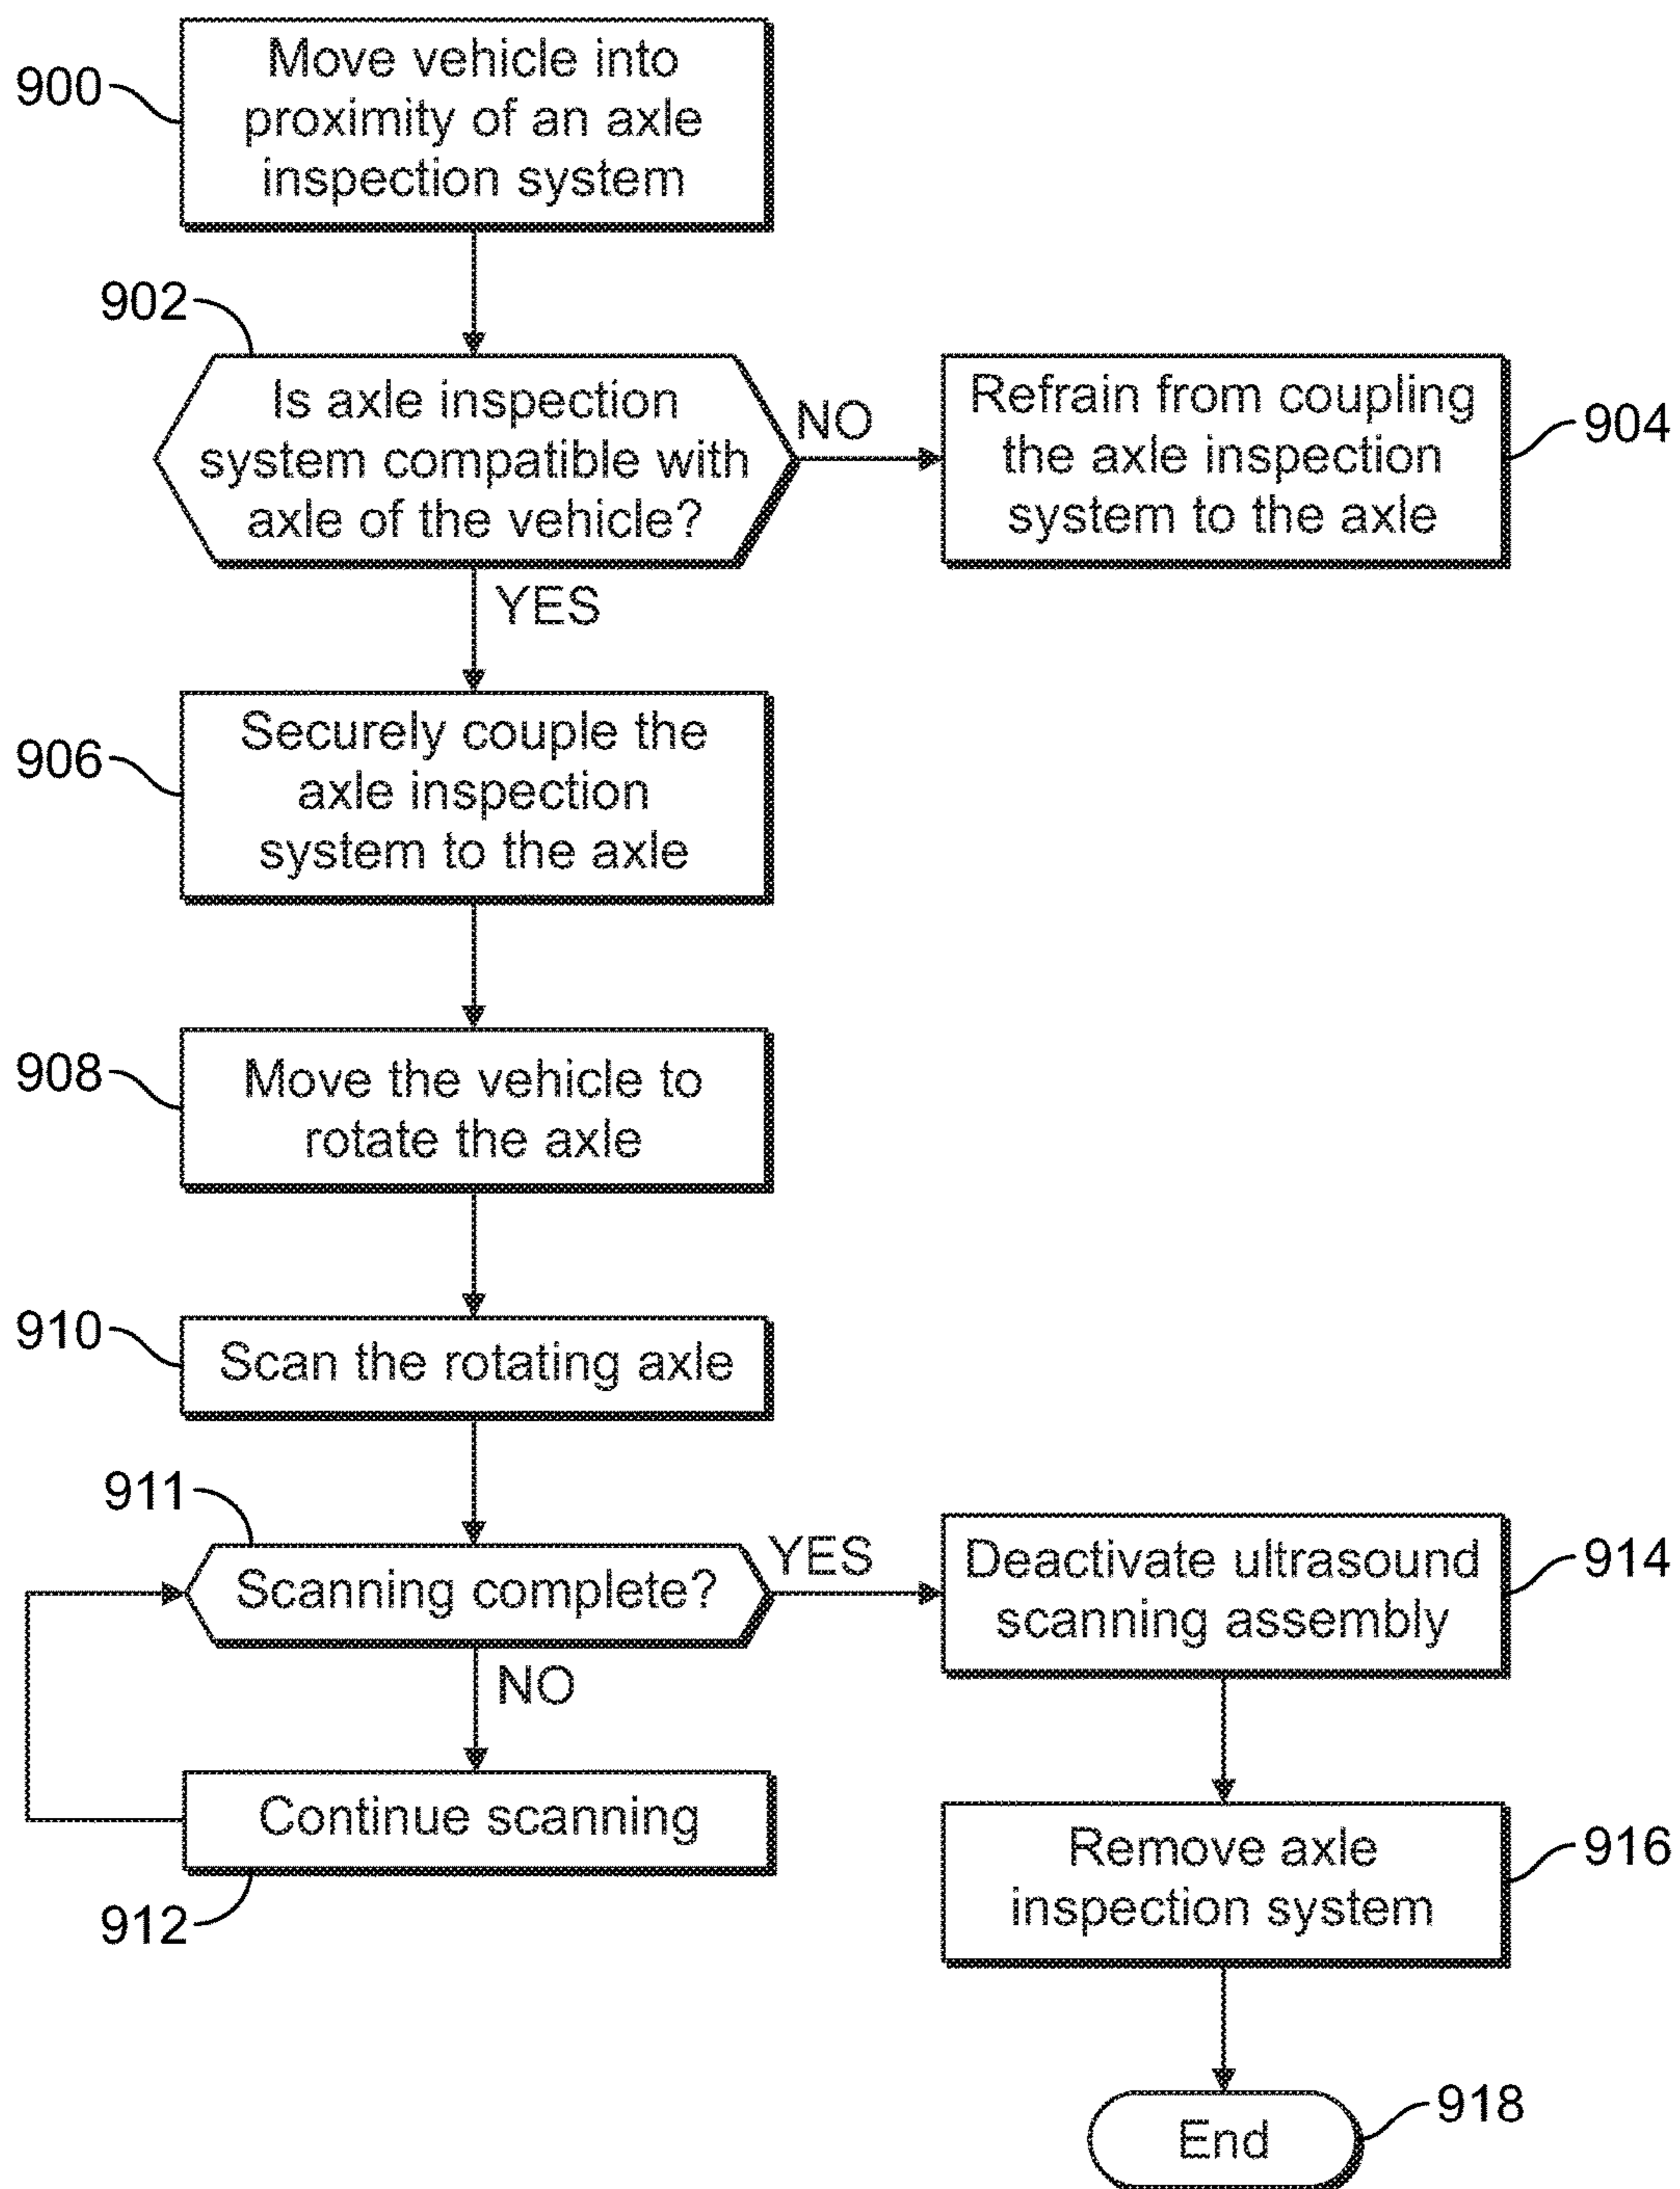 900
Move vehicle into
proximity of an axle
inspection system
902
Is axle inspection
system compatible with
axle of the vehicle?
NO
Refrain from coupling
the axle inspection
system to the axle
904
YES
906
Securely couple the
axle inspection
system to the axle
908
Move the vehicle to
rotate the axle
910
Scan the rotating axle
911
Scanning complete?
YES
Deactivate ultrasound
scanning assembly
914
NO
Continue scanning
912
Remove axle
inspection system
916
End
918